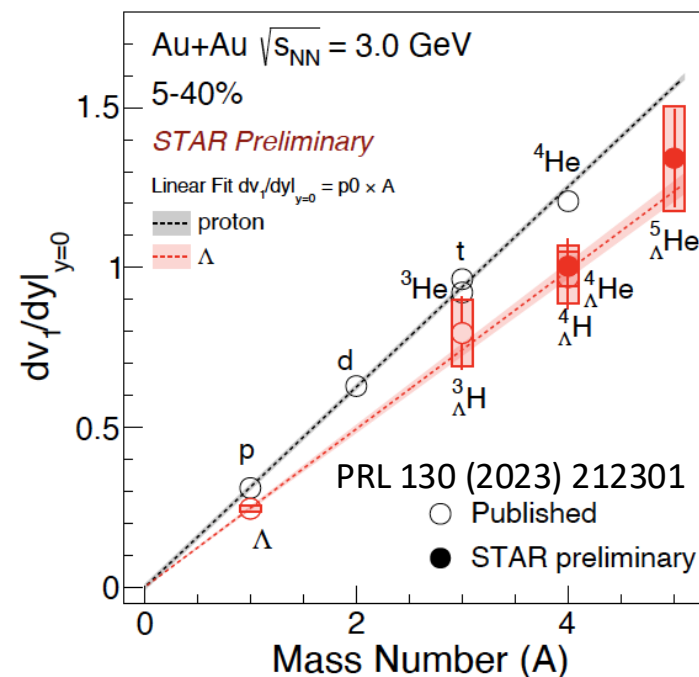 Au+Au √s_NN = 3.0 GeV
5-40%
STAR Preliminary
Linear Fit dv₁/dy|y=0 = p0 × A
proton
Λ
⁴He
t
³He
d
p
Λ
⁵ΛHe
⁴ΛHe
⁴ΛH
³ΛH
PRL 130 (2023) 212301
Published
STAR preliminary
dv₁/dy|y=0
1.5
1
0.5
0
0 2 4
Mass Number (A)